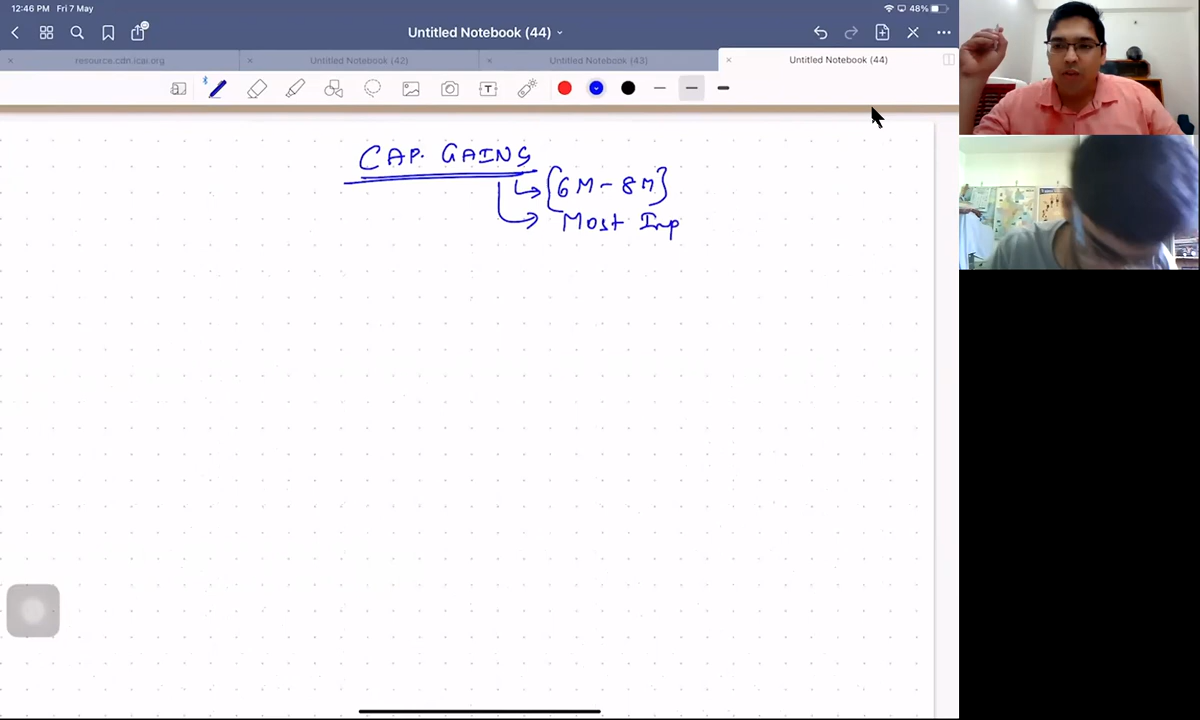 12:46 PM Fri 7 May
48%
Untitled Notebook (44)
resource.cdn.icai.org
Untitled Notebook (42)
Untitled Notebook (43)
Untitled Notebook (44)
T
CAP. GAINS
[6M - 8M]
Most Imp